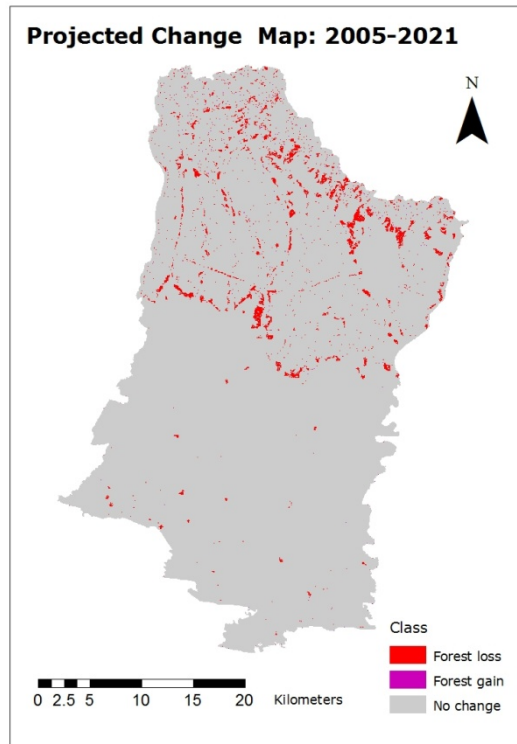 Projected Change Map: 2005-2021
N
Class
Forest loss
Forest gain
No change
0 2.5 5 10 15 20 Kilometers